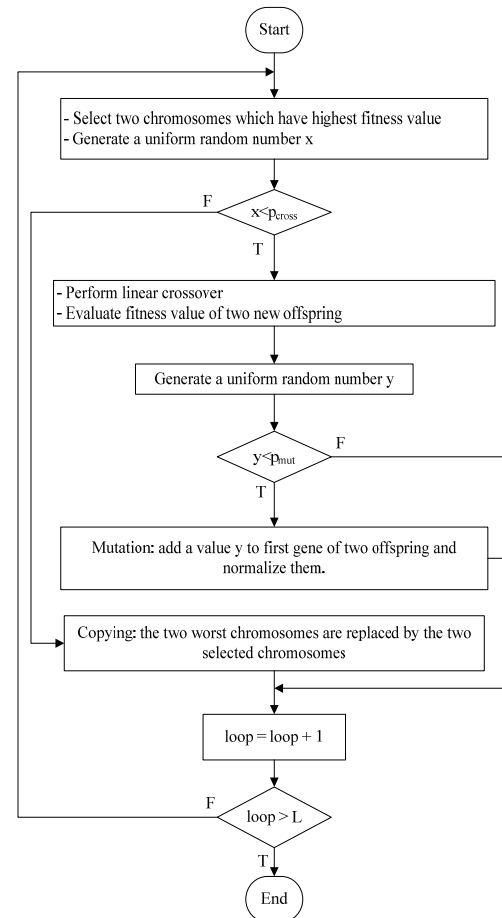 Start
- Select two chromosomes which have highest fitness value
- Generate a uniform random number x
F
x<pcross
T
- Perform linear crossover
- Evaluate fitness value of two new offspring
Generate a uniform random number y
F
y<pmut
T
Mutation: add a value y to first gene of two offspring and
normalize them.
Copying: the two worst chromosomes are replaced by the two
selected chromosomes
loop = loop + 1
F
loop > L
T
End